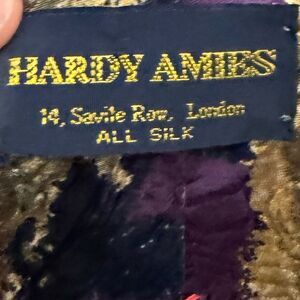 HARDY AMIES
14, Savile Row, London
ALL SILK